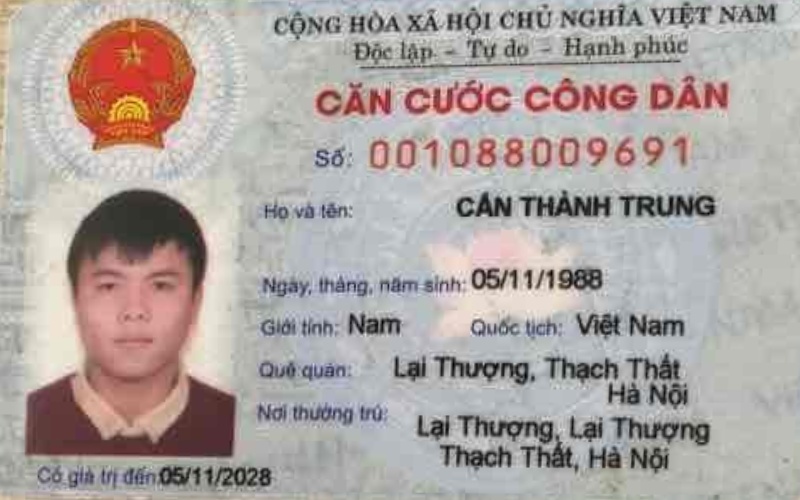 CỘNG HÒA XÃ HỘI CHỦ NGHĨA VIỆT NAM
Độc lập - Tự do - Hạnh phúc
CĂN CƯỚC CÔNG DÂN
Số: 001088009691
Họ và tên: CẤN THÀNH TRUNG
Ngày, tháng, năm sinh: 05/11/1988
Giới tính: Nam Quốc tịch: Việt Nam
Quê quán: Lại Thượng, Thạch Thất
Hà Nội
Nơi thường trú: Lại Thượng, Lại Thượng
Thạch Thất, Hà Nội
Có giá trị đến: 05/11/2028